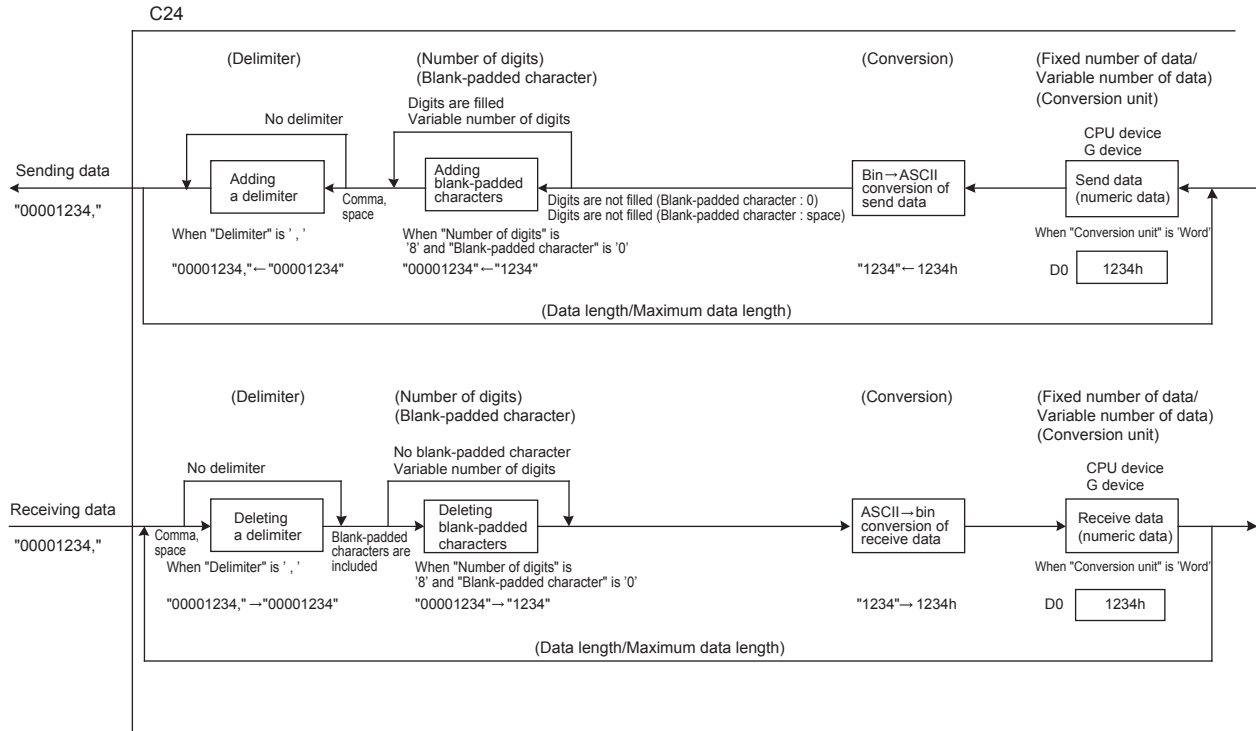 C24
(Delimiter)
(Number of digits)
(Blank-padded character)
(Conversion)
(Fixed number of data/
Variable number of data)
(Conversion unit)
Digits are filled
Variable number of digits
No delimiter
CPU device
G device
Sending data
"00001234,"
Adding
a delimiter
Comma,
space
Adding
blank-padded
characters
Digits are not filled (Blank-padded character : 0)
Digits are not filled (Blank-padded character : space)
Bin→ASCII
conversion of
send data
Send data
(numeric data)
When "Delimiter" is ' , '
When "Number of digits" is
'8' and "Blank-padded character" is '0'
When "Conversion unit" is 'Word'
"00001234,"←"00001234"
"00001234"←"1234"
"1234"←1234h
D0 1234h
(Data length/Maximum data length)
(Delimiter)
(Number of digits)
(Blank-padded character)
(Conversion)
(Fixed number of data/
Variable number of data)
(Conversion unit)
No blank-padded character
Variable number of digits
No delimiter
CPU device
G device
Receiving data
"00001234,"
Comma,
space
Deleting
a delimiter
Blank-padded
characters are
included
Deleting
blank-padded
characters
ASCII→bin
conversion of
receive data
Receive data
(numeric data)
When "Delimiter" is ' , '
When "Number of digits" is
'8' and "Blank-padded character" is '0'
When "Conversion unit" is 'Word'
"00001234,"→"00001234"
"00001234"→"1234"
"1234"→1234h
D0 1234h
(Data length/Maximum data length)